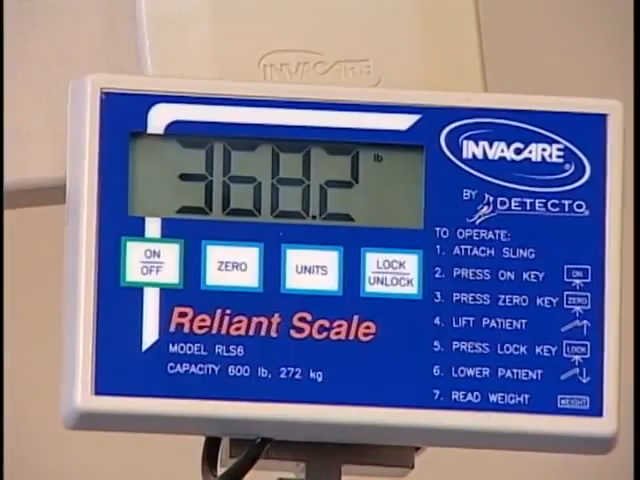 INVACARE
368.2 lb
INVACARE®
BY DETECTO®
ON
OFF
ZERO
UNITS
LOCK
UNLOCK
Reliant Scale
MODEL RLS6
CAPACITY 600 lb, 272 kg
TO OPERATE:
1. ATTACH SLING
2. PRESS ON KEY ON
3. PRESS ZERO KEY ZERO
4. LIFT PATIENT
5. PRESS LOCK KEY LOCK
6. LOWER PATIENT
7. READ WEIGHT WEIGHT